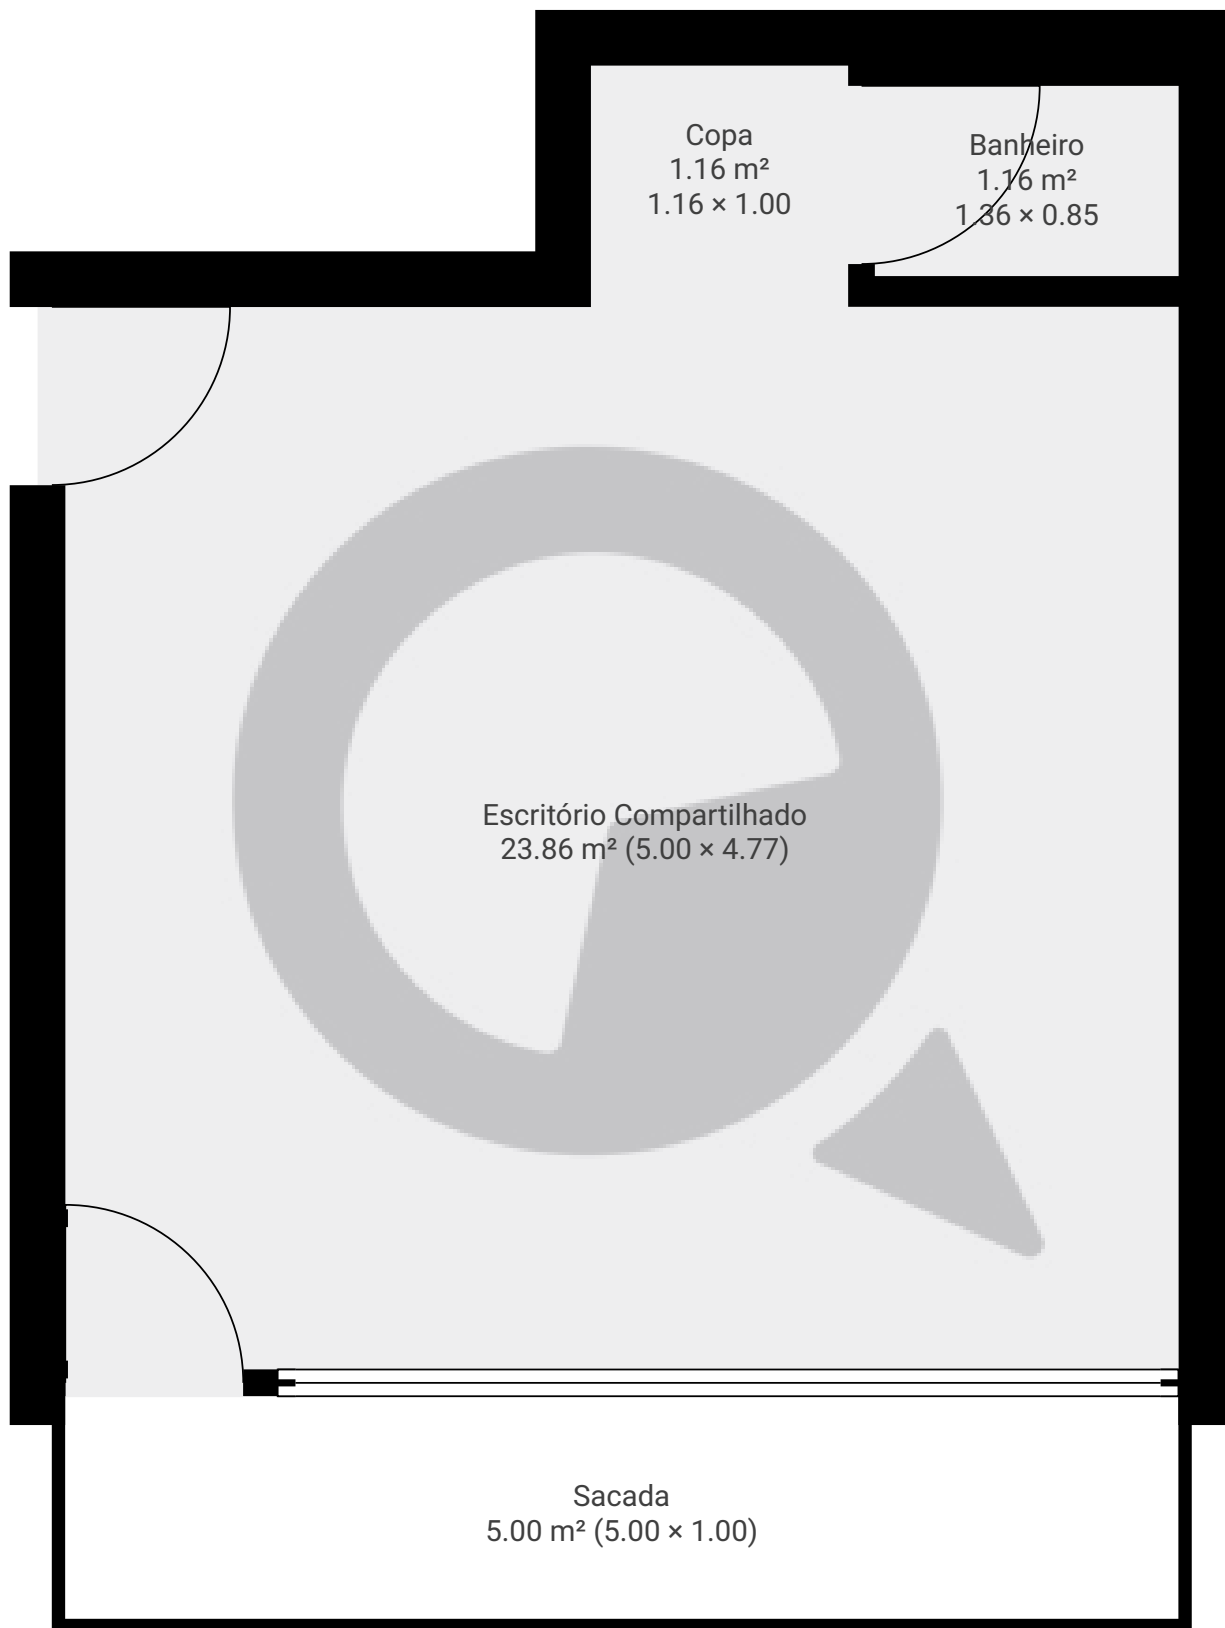 Copa
1.16 m²
1.16 × 1.00
Banheiro
1.16 m²
1.36 × 0.85
Escritório Compartilhado
23.86 m² (5.00 × 4.77)
Sacada
5.00 m² (5.00 × 1.00)